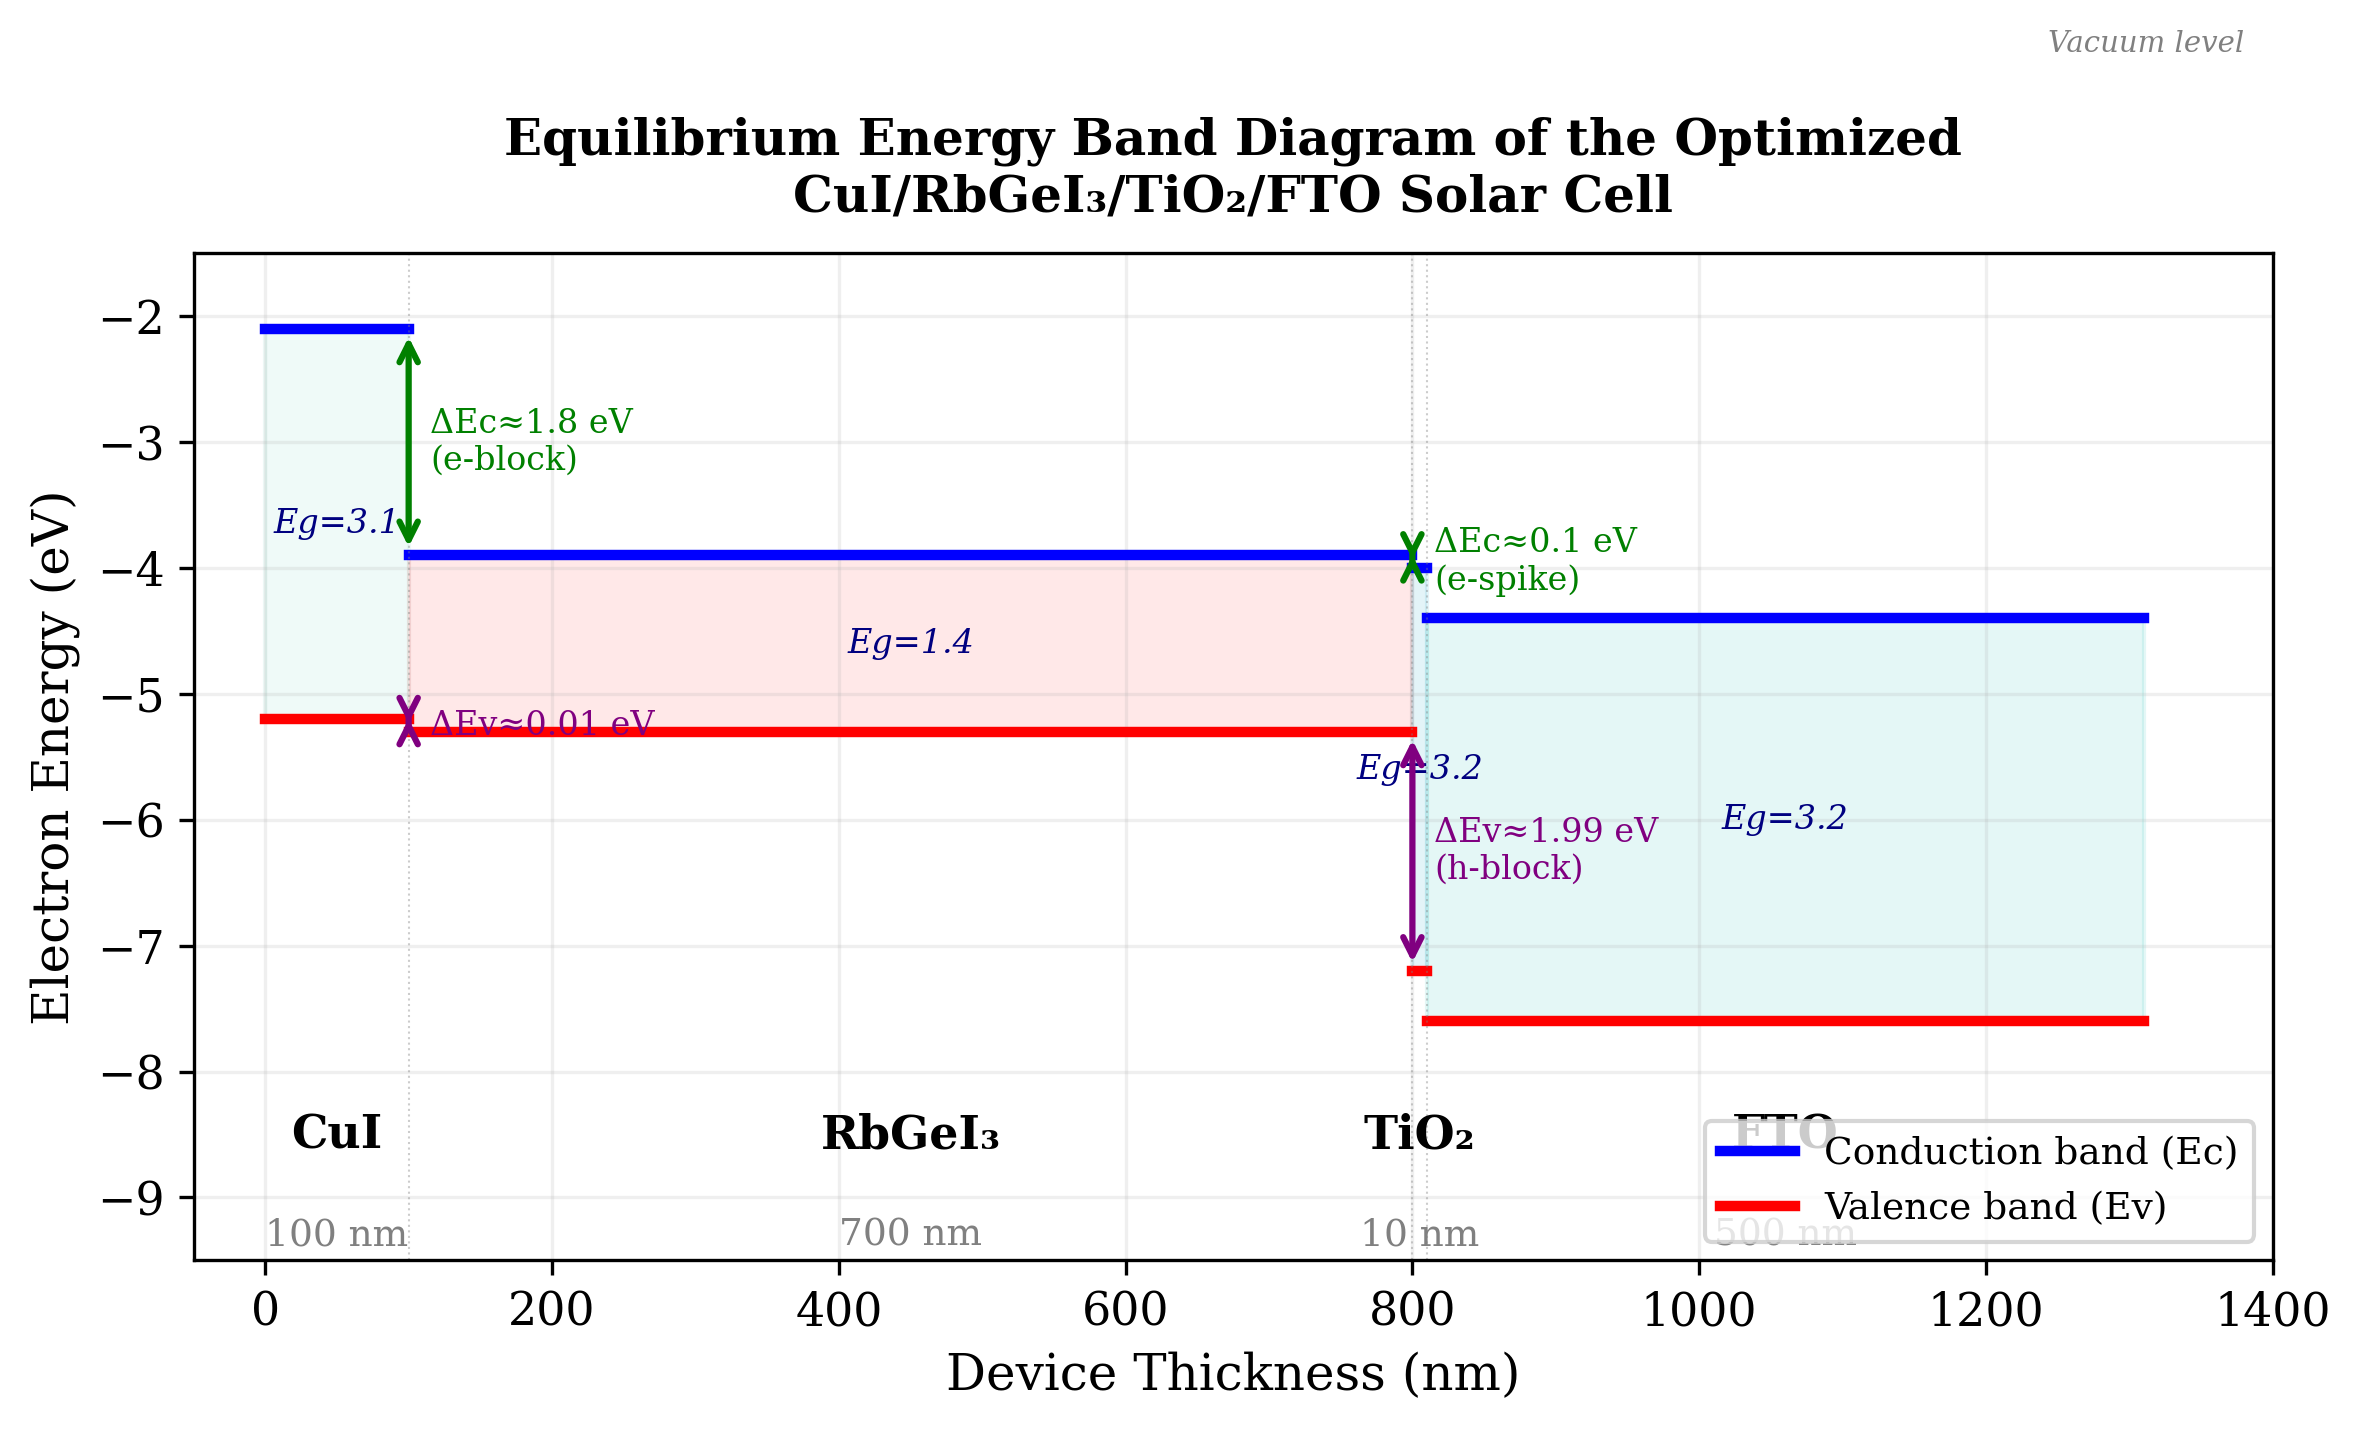 Vacuum level
Equilibrium Energy Band Diagram of the Optimized
CuI/RbGeI₃/TiO₂/FTO Solar Cell
Electron Energy (eV)
−2
−3
−4
−5
−6
−7
−8
−9
ΔEc≈1.8 eV
(e-block)
Eg=3.1
ΔEv≈0.01 eV
Eg=1.4
ΔEc≈0.1 eV
(e-spike)
Eg=3.2
ΔEv≈1.99 eV
(h-block)
Eg=3.2
CuI
RbGeI₃
TiO₂
FTO
Conduction band (Ec)
Valence band (Ev)
100 nm
700 nm
10 nm
500 nm
0
200
400
600
800
1000
1200
1400
Device Thickness (nm)